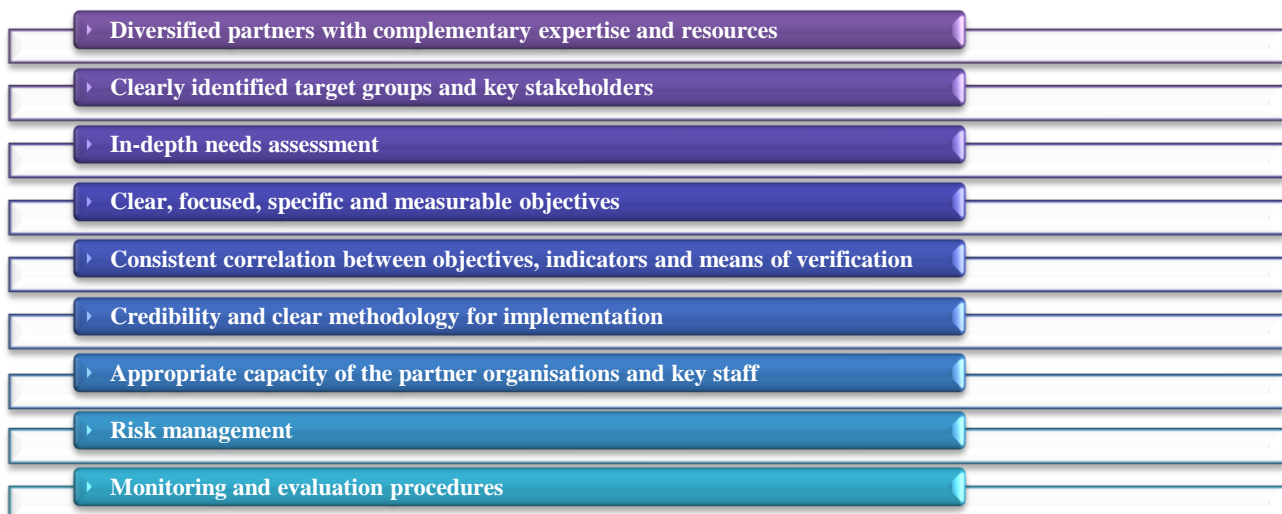 Diversified partners with complementary expertise and resources
Clearly identified target groups and key stakeholders
In-depth needs assessment
Clear, focused, specific and measurable objectives
Consistent correlation between objectives, indicators and means of verification
Credibility and clear methodology for implementation
Appropriate capacity of the partner organisations and key staff
Risk management
Monitoring and evaluation procedures